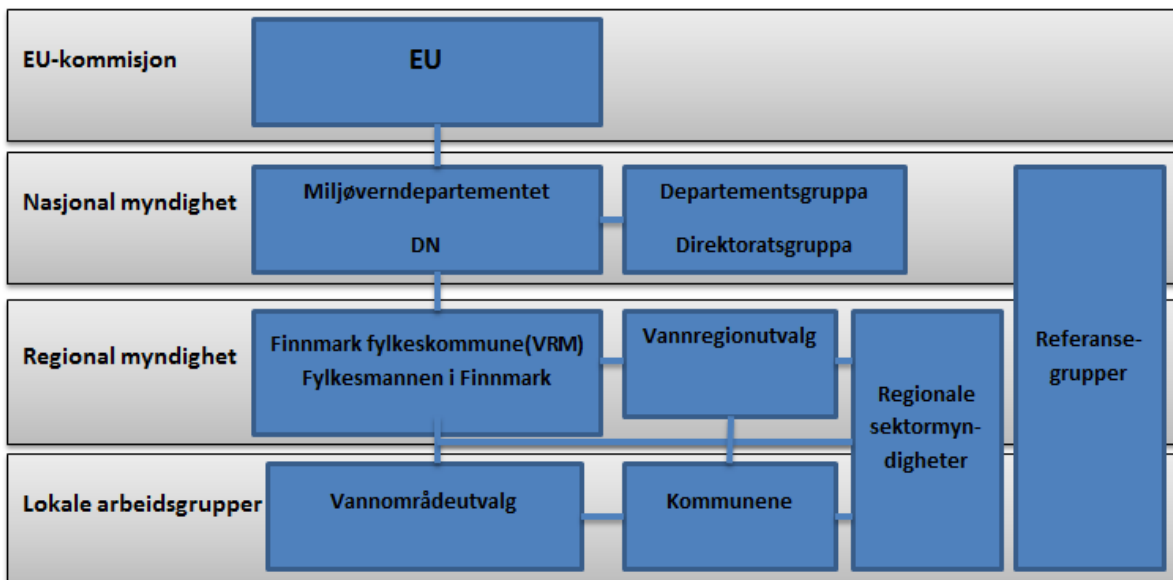 EU-kommisjon
EU
Nasjonal myndighet
Miljøverndepartementet
DN
Departementsgruppa
Direktoratsgruppa
Regional myndighet
Finnmark fylkeskommune(VRM)
Fylkesmannen i Finnmark
Vannregionutvalg
Regionale
sektormyn-
digheter
Referanse-
grupper
Lokale arbeidsgrupper
Vannområdeutvalg
Kommunene